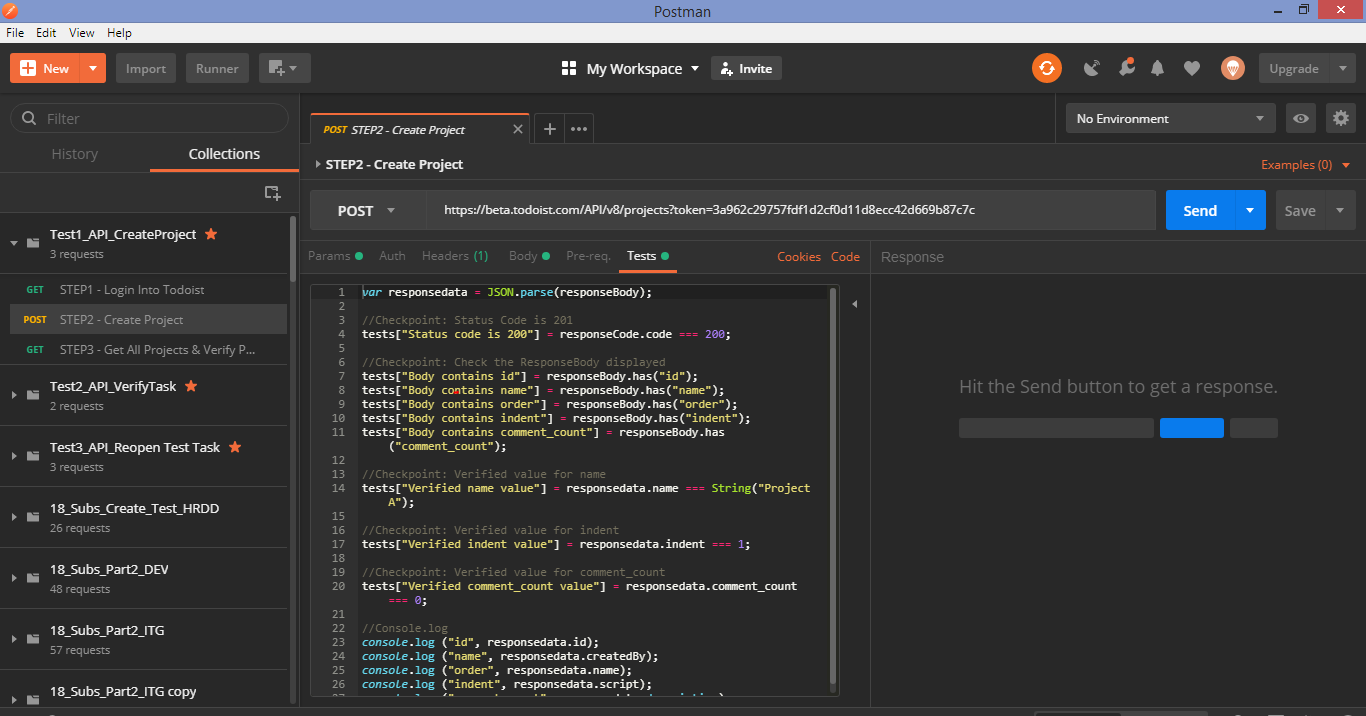 Postman
File Edit View Help
New Import Runner My Workspace Invite Upgrade
Filter
History Collections
Test1_API_CreateProject
3 requests
GET STEP1 - Login Into Todoist
POST STEP2 - Create Project
GET STEP3 - Get All Projects & Verify P...
Test2_API_VerifyTask
2 requests
Test3_API_Reopen Test Task
3 requests
18_Subs_Create_Test_HRDD
26 requests
18_Subs_Part2_DEV
48 requests
18_Subs_Part2_ITG
57 requests
18_Subs_Part2_ITG copy
POST STEP2 - Create Project
No Environment
STEP2 - Create Project
Examples (0)
POST https://beta.todoist.com/API/v8/projects?token=3a962c29757fdf1d2cf0d11d8ecc42d669b87c7c Send Save
Params Auth Headers (1) Body Pre-req. Tests Cookies Code
1 var responsedata = JSON.parse(responseBody);
2
3 //Checkpoint: Status Code is 201
4 tests["Status code is 200"] = responseCode.code === 200;
5
6 //Checkpoint: Check the ResponseBody displayed
7 tests["Body contains id"] = responseBody.has("id");
8 tests["Body contains name"] = responseBody.has("name");
9 tests["Body contains order"] = responseBody.has("order");
10 tests["Body contains indent"] = responseBody.has("indent");
11 tests["Body contains comment_count"] = responseBody.has
("comment_count");
12
13 //Checkpoint: Verified value for name
14 tests["Verified name value"] = responsedata.name === String("Project
A");
15
16 //Checkpoint: Verified value for indent
17 tests["Verified indent value"] = responsedata.indent === 1;
18
19 //Checkpoint: Verified value for comment_count
20 tests["Verified comment_count value"] = responsedata.comment_count
=== 0;
21
22 //Console.log
23 console.log ("id", responsedata.id);
24 console.log ("name", responsedata.createdBy);
25 console.log ("order", responsedata.name);
26 console.log ("indent", responsedata.script);
Response
Hit the Send button to get a response.